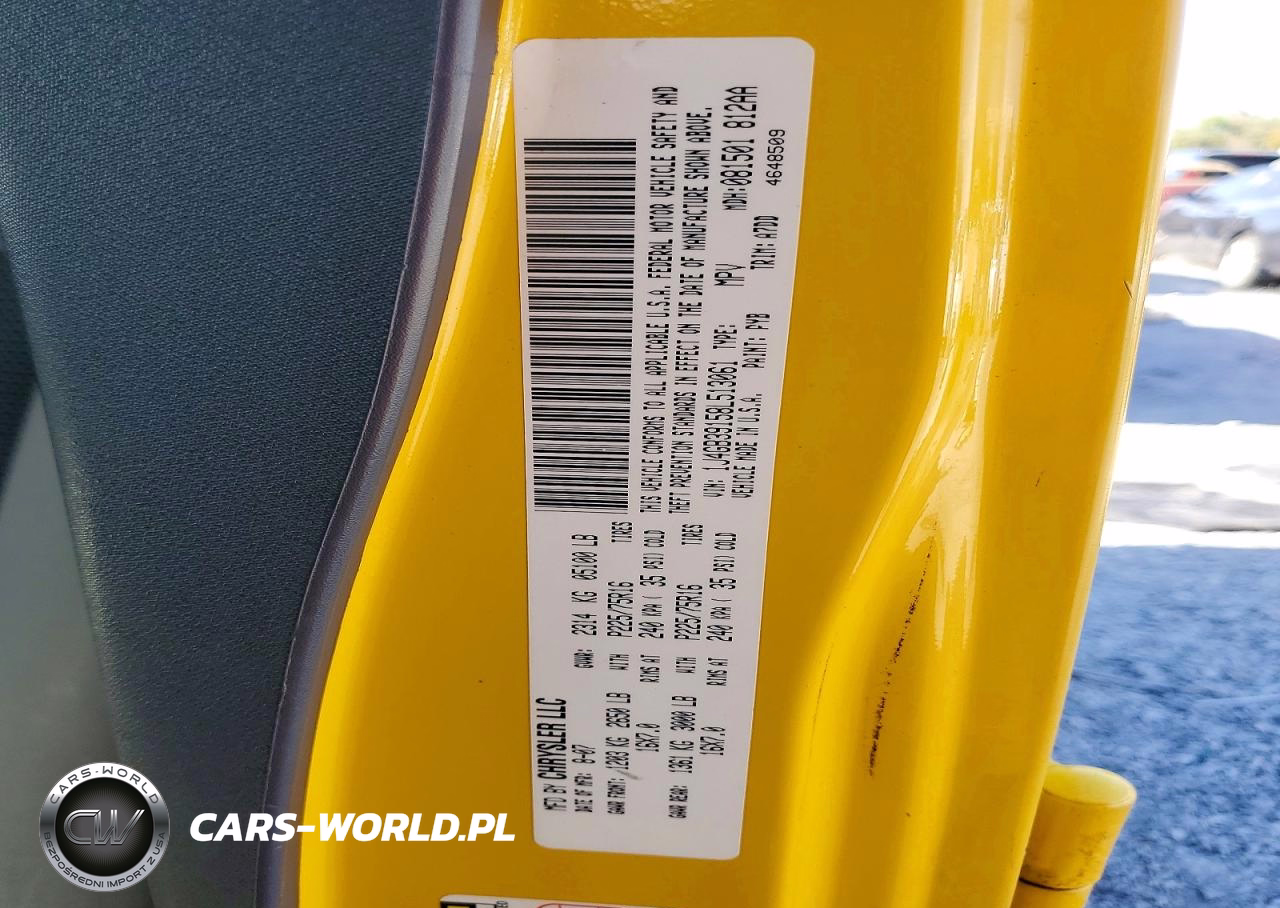 MFD BY CHRYSLER LLC
DATE OF MFR: 8-07 GVWR: 2314 KG 05100 LB
GAWR FRONT: 1203 KG 2650 LB WITH P225/75R16 TIRES
16X7.0 RIMS AT 240 KPA ( 35 PSI) COLD
GAWR REAR: 1361 KG 3000 LB WITH P225/75R16 TIRES
16X7.0 RIMS AT 240 KPA ( 35 PSI) COLD
THIS VEHICLE CONFORMS TO ALL APPLICABLE U.S.A. FEDERAL MOTOR VEHICLE SAFETY AND
THEFT PREVENTION STANDARDS IN EFFECT ON THE DATE OF MANUFACTURE SHOWN ABOVE.
VIN: 1J4GB39158L513061 TYPE: MPV MDH:081501 812AA
VEHICLE MADE IN U.S.A. PAINT: PYB TRIM: A7DD 4648509
CARS-WORLD
CW
BEZPOŚREDNI IMPORT Z USA
CARS-WORLD.PL